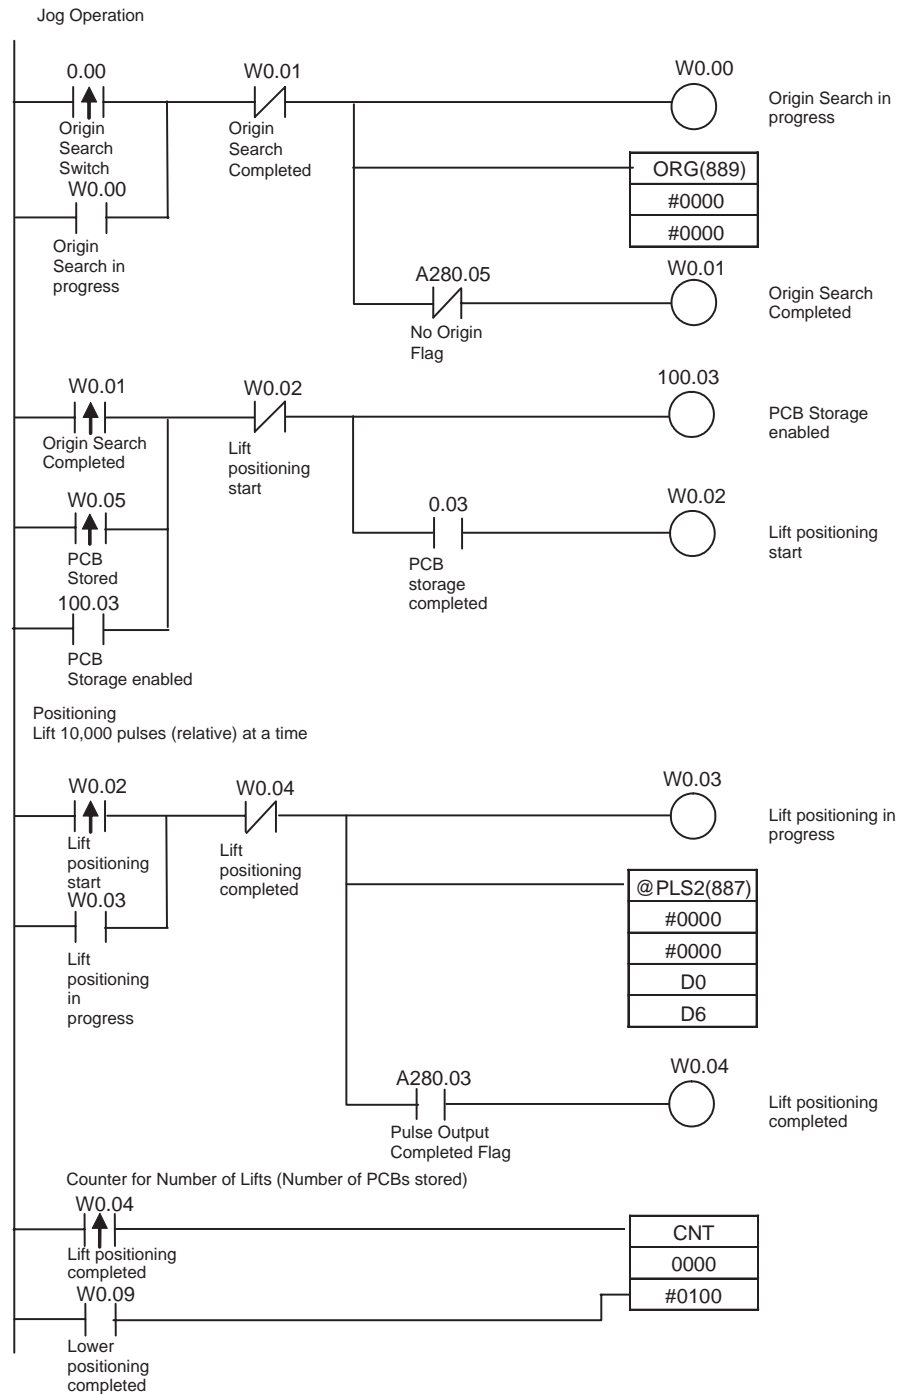 Jog Operation
0.00
W0.01
W0.00
Origin
Search
Switch
Origin
Search
Completed
Origin Search in
progress
ORG(889)
#0000
#0000
W0.00
Origin
Search in
progress
A280.05
W0.01
No Origin
Flag
Origin Search
Completed
W0.01
W0.02
100.03
Origin Search
Completed
Lift
positioning
start
PCB Storage
enabled
W0.05
0.03
W0.02
PCB
Stored
PCB
storage
completed
Lift positioning
start
100.03
PCB
Storage enabled
Positioning
Lift 10,000 pulses (relative) at a time
W0.02
W0.04
W0.03
Lift
positioning
start
Lift
positioning
completed
Lift positioning in
progress
W0.03
Lift
positioning
in
progress
@PLS2(887)
#0000
#0000
D0
D6
A280.03
W0.04
Pulse Output
Completed Flag
Lift positioning
completed
Counter for Number of Lifts (Number of PCBs stored)
W0.04
Lift positioning
completed
CNT
0000
#0100
W0.09
Lower
positioning
completed